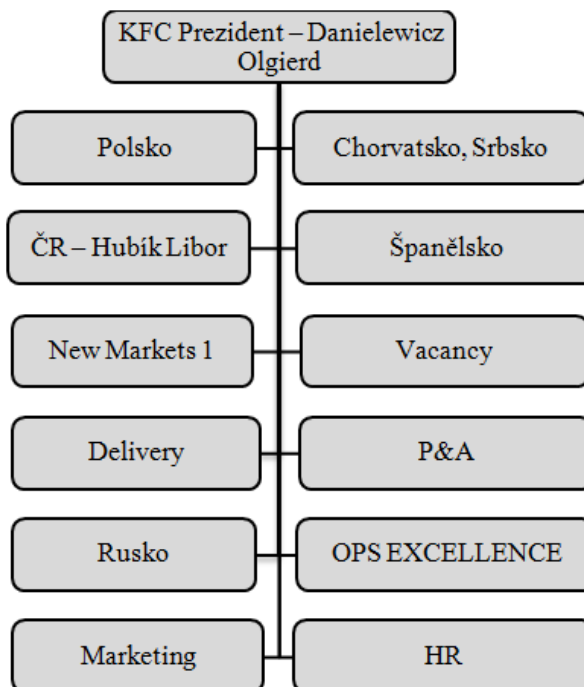 KFC Prezident – Danielewicz
Olgierd
Polsko
Chorvatsko, Srbsko
ČR – Hubík Libor
Španělsko
New Markets 1
Vacancy
Delivery
P&A
Rusko
OPS EXCELLENCE
Marketing
HR